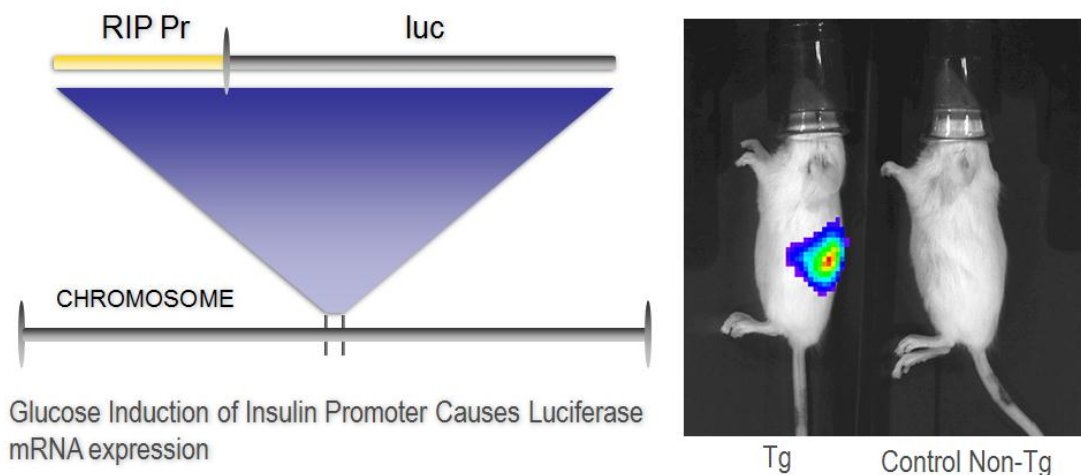 RIP Pr luc
CHROMOSOME
Glucose Induction of Insulin Promoter Causes Luciferase
mRNA expression
Tg Control Non-Tg